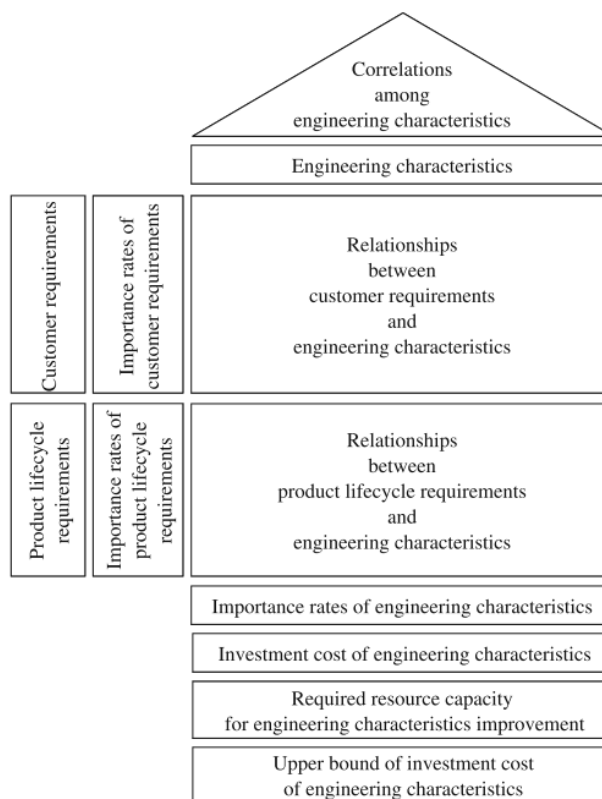 Correlations
among
engineering characteristics
Engineering characteristics
Customer requirements
Importance rates of
customer requirements
Relationships
between
customer requirements
and
engineering characteristics
Product lifecycle
requirements
Importance rates of
product lifecycle
requirements
Relationships
between
product lifecycle requirements
and
engineering characteristics
Importance rates of engineering characteristics
Investment cost of engineering characteristics
Required resource capacity
for engineering characteristics improvement
Upper bound of investment cost
of engineering characteristics